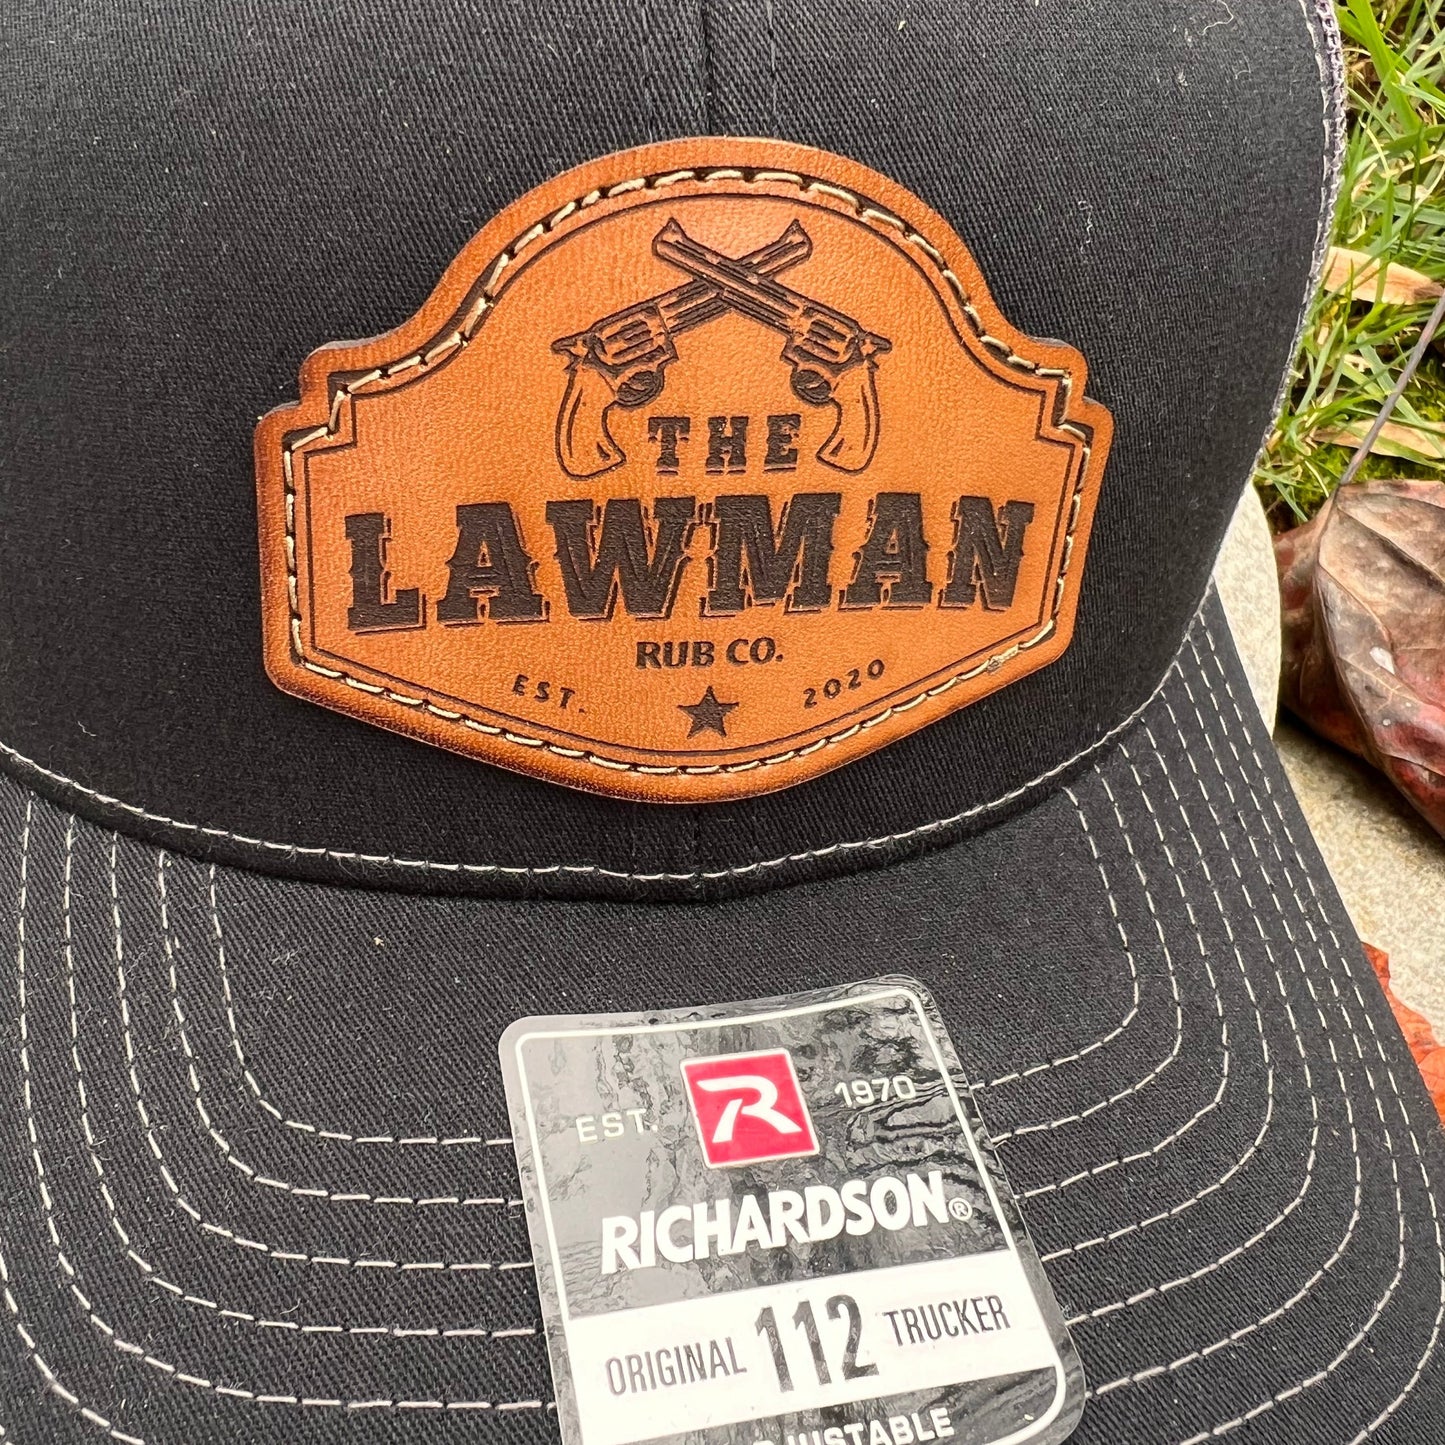 THE
LAWMAN
RUB CO.
EST. 2020
EST. R 1970
RICHARDSON®
ORIGINAL 112 TRUCKER